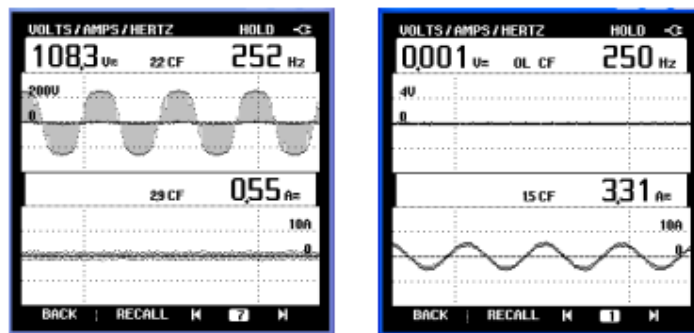 VOLTS/AMPS/HERTZ HOLD
108,3 V≂ 22 CF 252 Hz
200V
0
29 CF 0,55 A≂
10A
0
BACK RECALL 7
VOLTS/AMPS/HERTZ HOLD
0,001 V≂ OL CF 250 Hz
4V
0
15 CF 3,31 A≂
10A
0
BACK RECALL 1